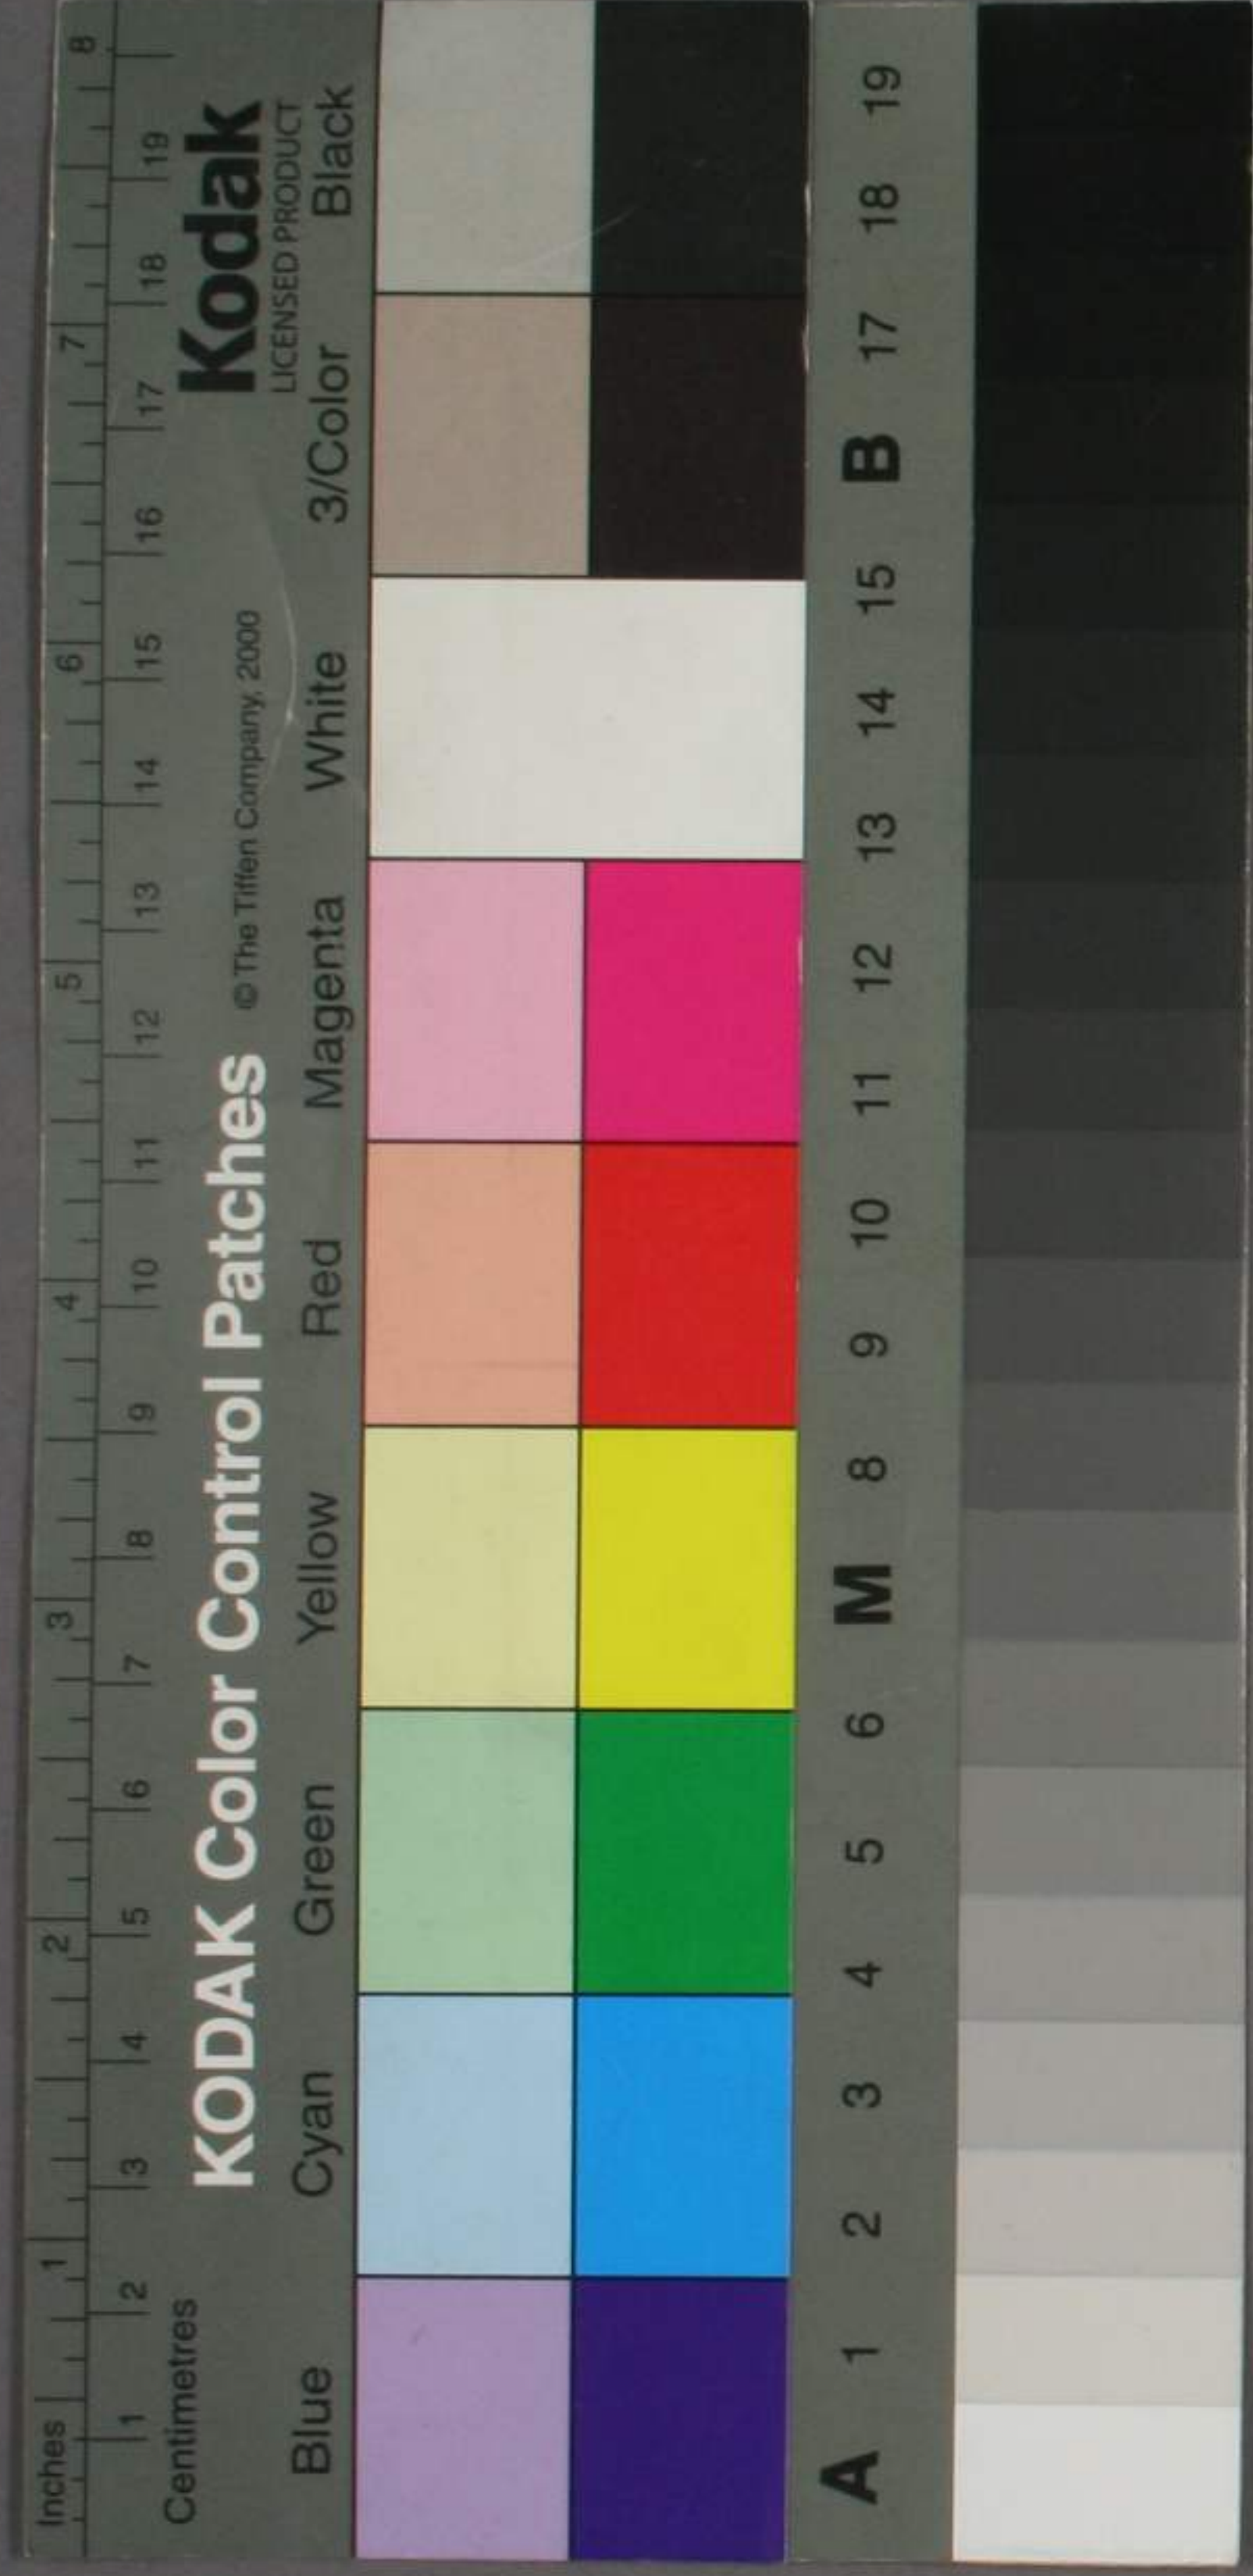 Inches 1 2 3 4 5 6 7 8
1 2 3 4 5 6 7 8 9 10 11 12 13 14 15 16 17 18 19
Centimetres
KODAK Color Control Patches © The Tiffen Company, 2000 Kodak
LICENSED PRODUCT
Blue Cyan Green Yellow Red Magenta White 3/Color Black
A 1 2 3 4 5 6 M 8 9 10 11 12 13 14 15 B 17 18 19